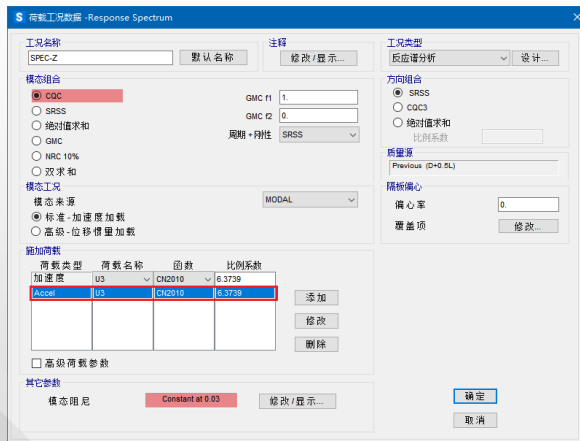 S 荷载工况数据 -Response Spectrum
工况名称
SPEC-Z
默认名称
注释
修改/显示...
工况类型
反应谱分析
设计...
模态组合
CQC
SRSS
绝对值求和
GMC
NRC 10%
双求和
GMC f1
1.
GMC f2
0.
周期+刚性
SRSS
方向组合
SRSS
CQC3
绝对值求和
比例系数
质量源
Previous (D+0.5L)
模态工况
模态来源
MODAL
标准-加速度加载
高级-位移惯量加载
隔板偏心
偏心率
0.
覆盖项
修改...
施加荷载
荷载类型 荷载名称 函数 比例系数
加速度 U3 CN2010 6.3739
Accel U3 CN2010 6.3739
添加
修改
删除
高级荷载参数
其它参数
模态阻尼
Constant at 0.03
修改/显示...
确定
取消